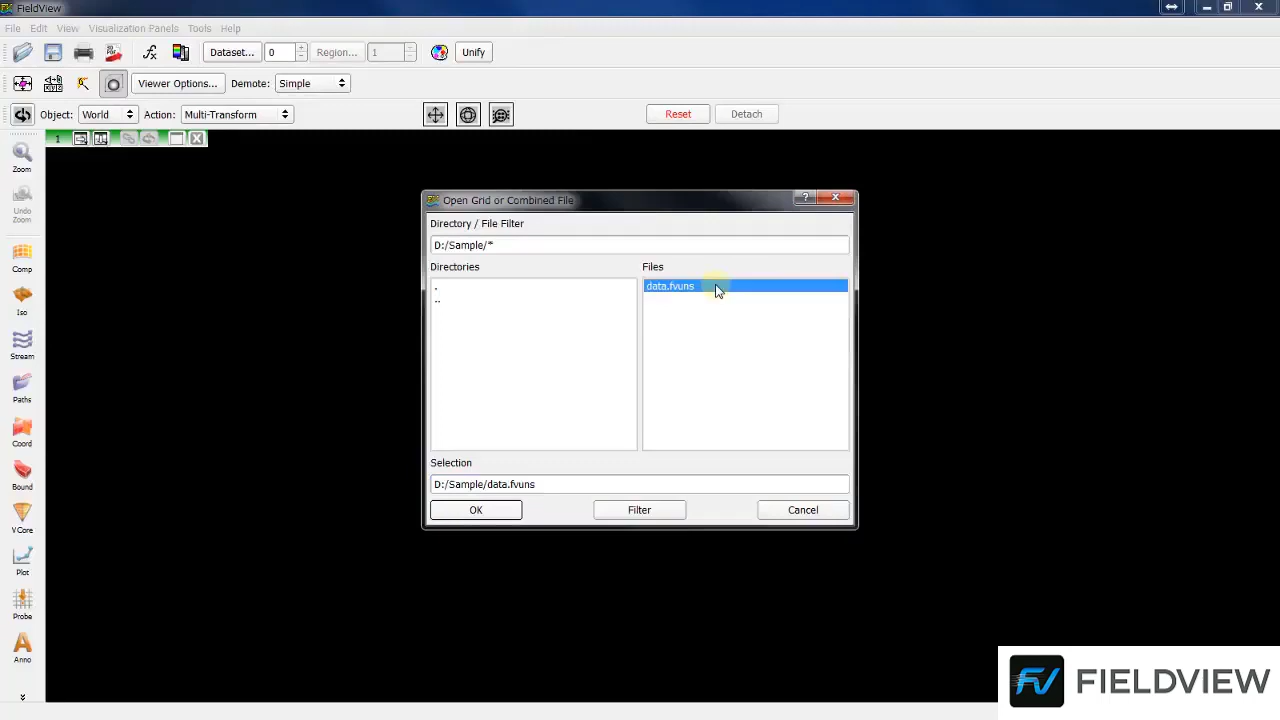 FieldView
File Edit View Visualization Panels Tools Help
Dataset... 0 Region... 1 Unify
Viewer Options... Demote: Simple
Object: World Action: Multi-Transform Reset Detach
1
Zoom
Undo
Zoom
Comp
Iso
Stream
Paths
Coord
Bound
VCore
Plot
Probe
Anno
Open Grid or Combined File
Directory / File Filter
D:/Sample/*
Directories Files
. data.fvuns
..
Selection
D:/Sample/data.fvuns
OK Filter Cancel
FIELDVIEW